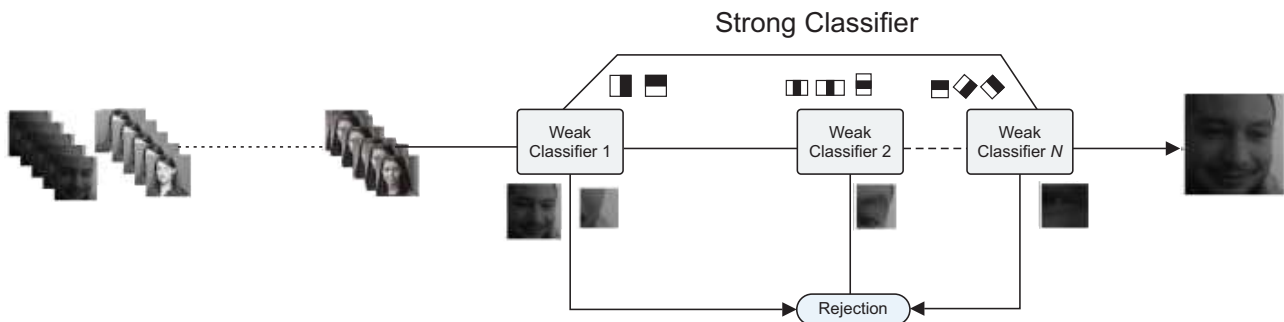 Strong Classifier
Weak
Classifier 1
Weak
Classifier 2
Weak
Classifier N
Rejection